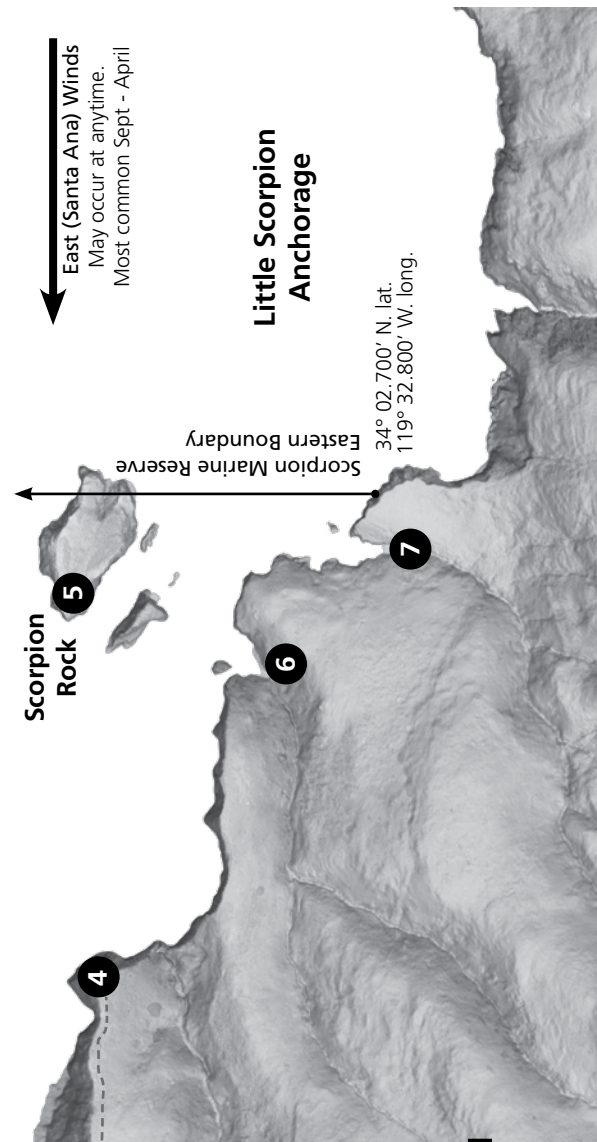 East (Santa Ana) Winds
May occur at anytime.
Most common Sept - April
Little Scorpion
Anchorage
34° 02.700’ N. lat.
119° 32.800’ W. long.
Scorpion Marine Reserve
Eastern Boundary
Scorpion
Rock
5
6
7
4